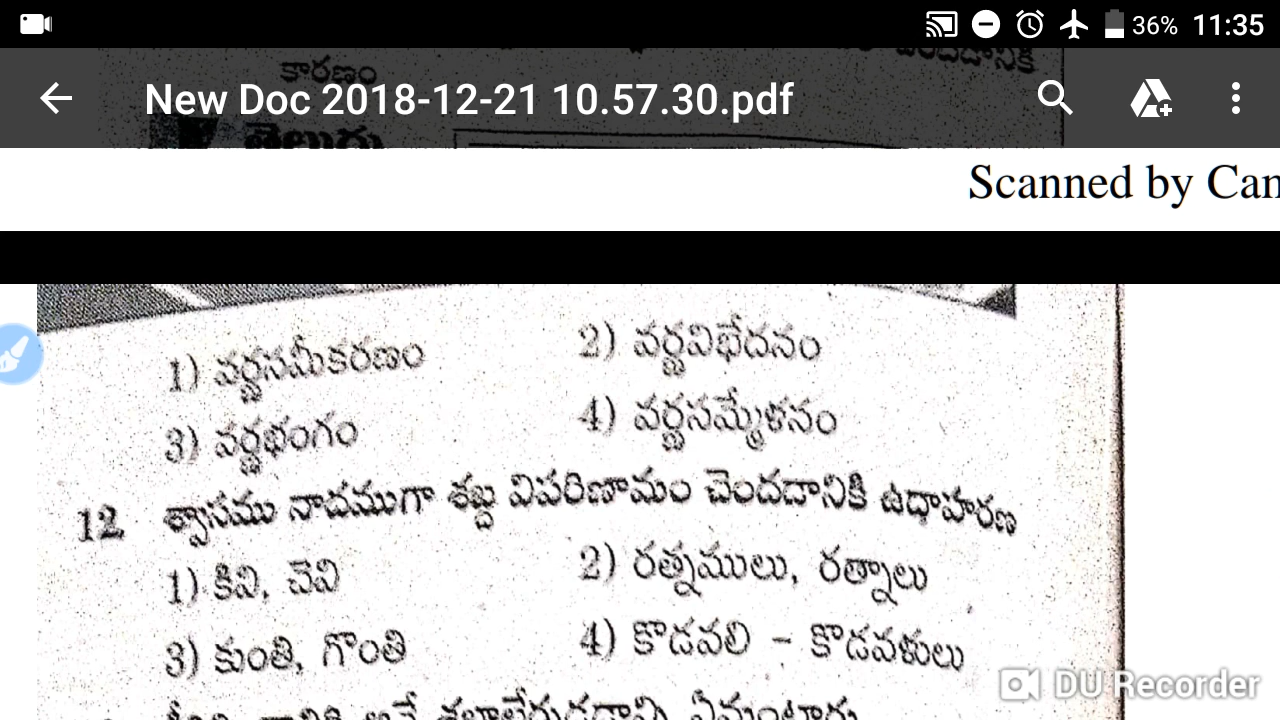 36% 11:35
కారణం
New Doc 2018-12-21 10.57.30.pdf
తెలుగు
Scanned by Can
1) వర్ణసమీకరణం 2) వర్ణవిభేదనం
3) వర్ణభంగం 4) వర్ణసమ్మేళనం
12 శ్వాసము నాదముగా శబ్ద విపరిణామం చెందడానికి ఉదాహరణ
1) కివి, చెవి 2) రత్నములు, రత్నాలు
3) కుంతి, గొంతి 4) కొడవలి - కొడవళులు
DU Recorder